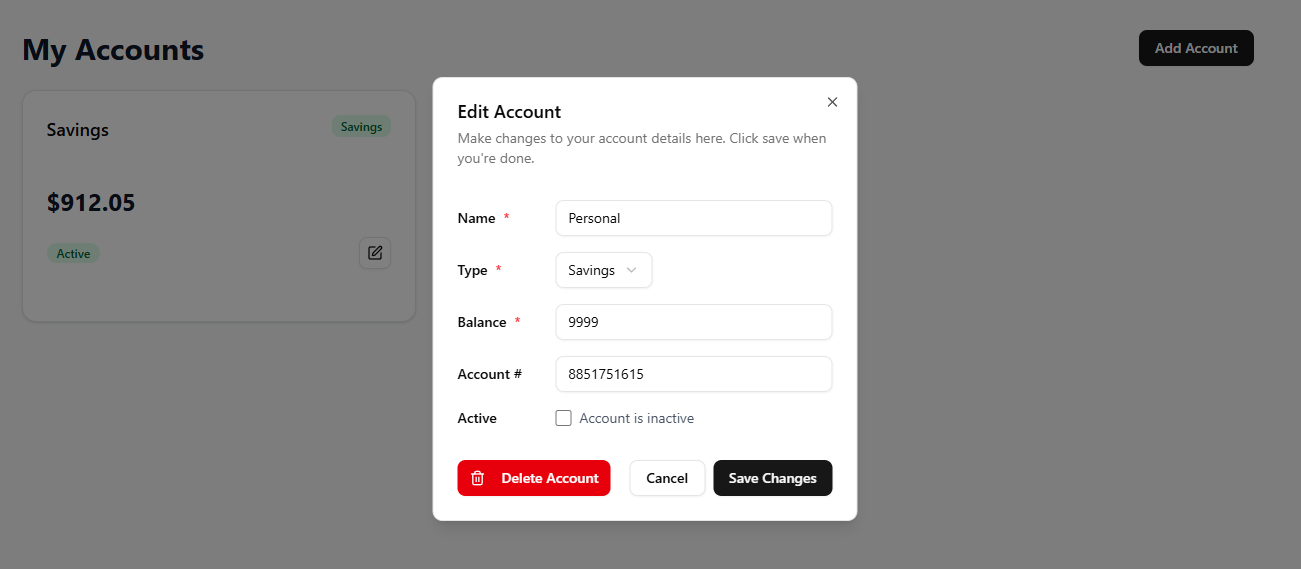 My Accounts
Add Account
Savings
Savings
$912.05
Active
Edit Account
Make changes to your account details here. Click save when
you're done.
Name *
Personal
Type *
Savings
Balance *
9999
Account #
8851751615
Active
Account is inactive
Delete Account
Cancel
Save Changes